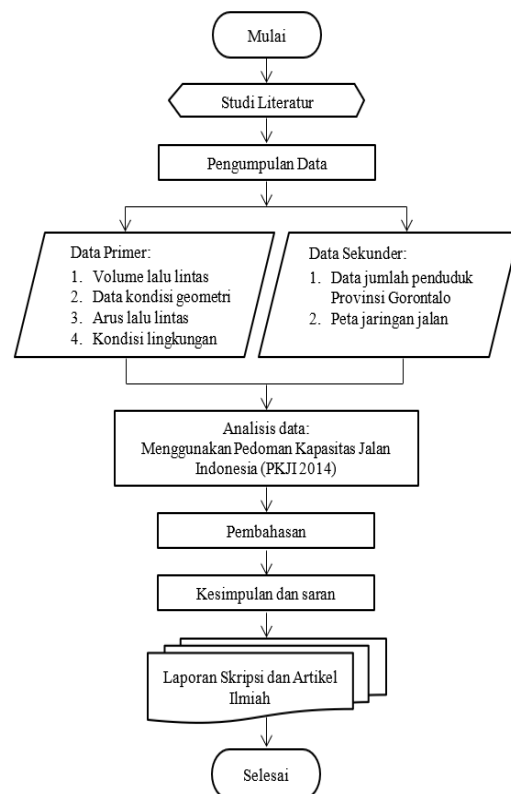 Mulai
Studi Literatur
Pengumpulan Data
Data Primer:
1. Volume lalu lintas
2. Data kondisi geometri
3. Arus lalu lintas
4. Kondisi lingkungan
Data Sekunder:
1. Data jumlah penduduk
Provinsi Gorontalo
2. Peta jaringan jalan
Analisis data:
Menggunakan Pedoman Kapasitas Jalan
Indonesia (PKJI 2014)
Pembahasan
Kesimpulan dan saran
Laporan Skripsi dan Artikel
Ilmiah
Selesai